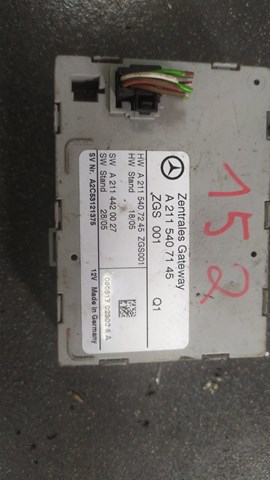 Zentrales Gateway
A 211 540 71 45
ZGS 001 Q1
HW A 211 540 72 45 ZGS001
HW Stand 18/05
SW A 211 442 00 27
SW Stand 28/05
SV Nr. A2C53121375 12V Made in Germany
152